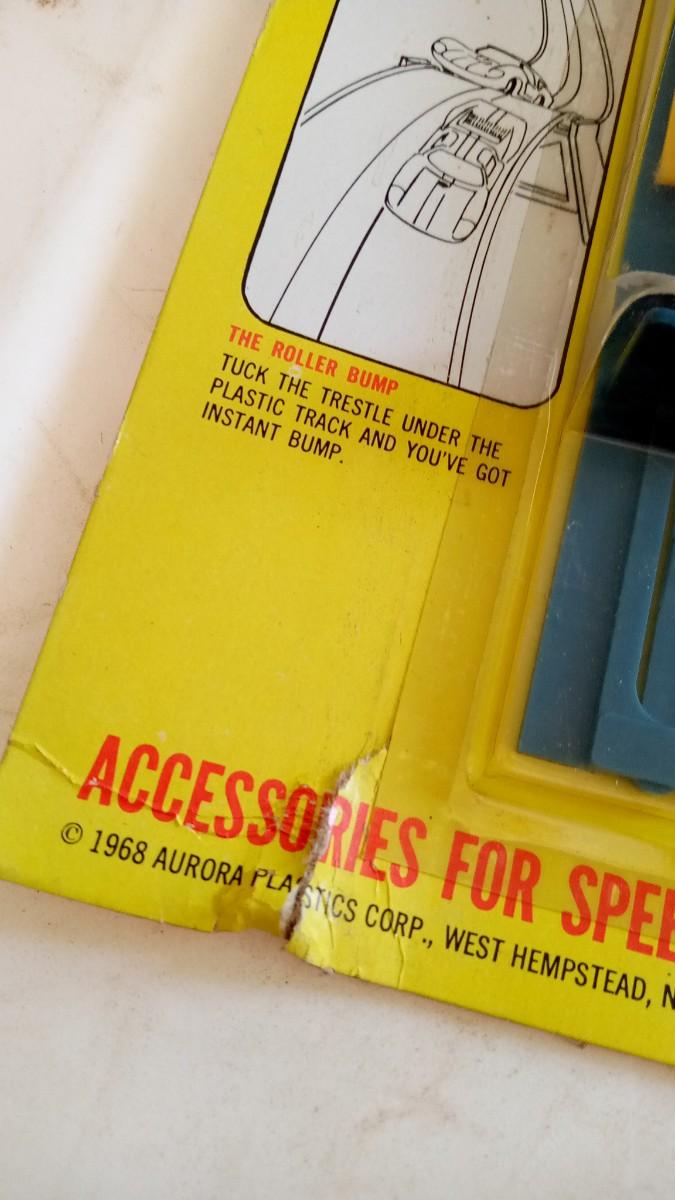 THE ROLLER BUMP
TUCK THE TRESTLE UNDER THE
PLASTIC TRACK AND YOU'VE GOT
INSTANT BUMP.
ACCESSORIES FOR SPEE
© 1968 AURORA PLASTICS CORP., WEST HEMPSTEAD, N